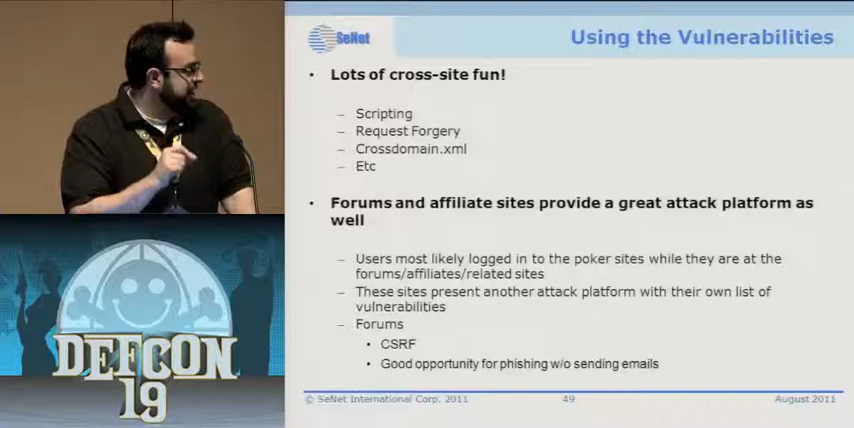 SeNet
Using the Vulnerabilities
• Lots of cross-site fun!
– Scripting
– Request Forgery
– Crossdomain.xml
– Etc
• Forums and affiliate sites provide a great attack platform as
well
– Users most likely logged in to the poker sites while they are at the
forums/affiliates/related sites
– These sites present another attack platform with their own list of
vulnerabilities
– Forums
• CSRF
• Good opportunity for phishing w/o sending emails
© SeNet International Corp. 2011
49
August 2011
DEFCON
19